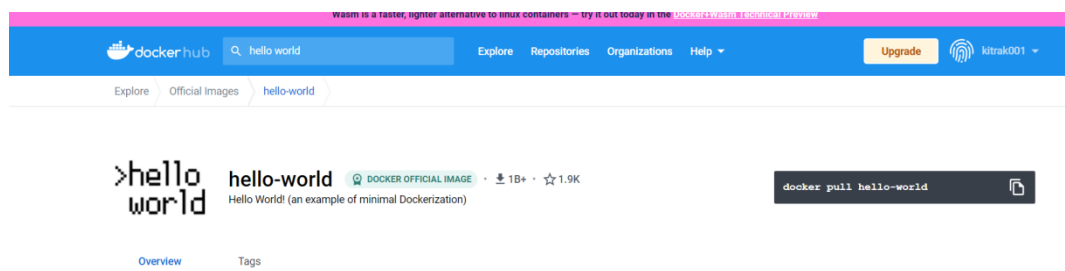 Wasm is a faster, lighter alternative to linux containers — try it out today in the Docker+Wasm Technical Preview
dockerhub hello world Explore Repositories Organizations Help Upgrade kitrak001
Explore Official Images hello-world
>hello
world
hello-world DOCKER OFFICIAL IMAGE · 1B+ · 1.9K
Hello World! (an example of minimal Dockerization)
docker pull hello-world
Overview Tags